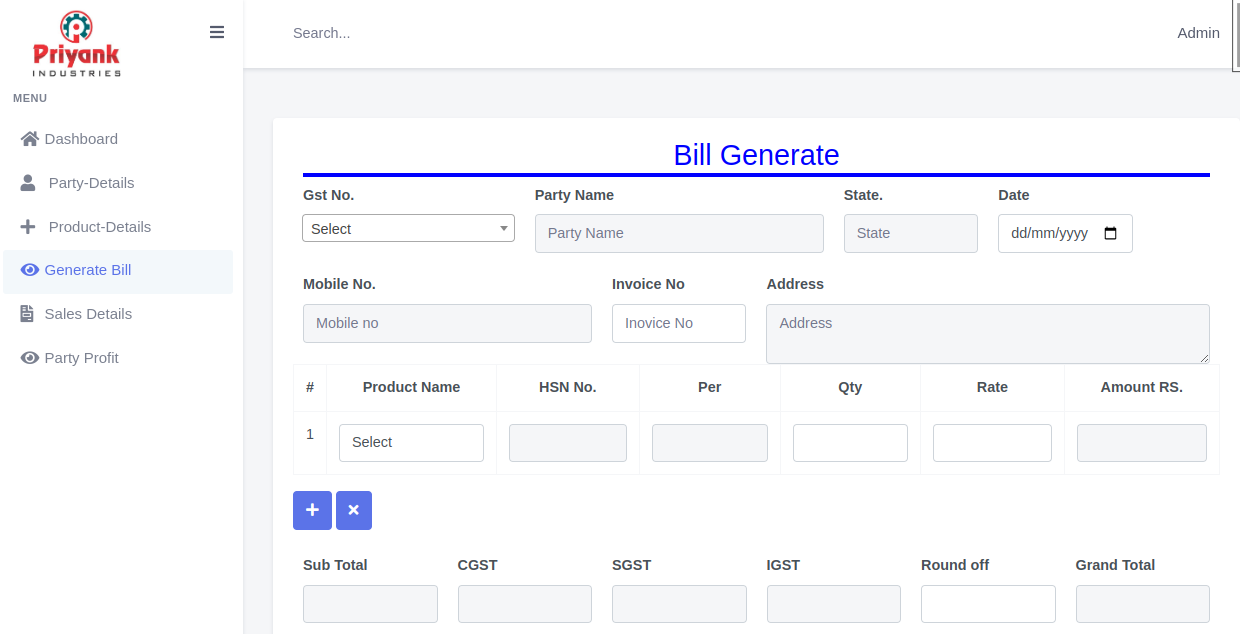 Priyank
INDUSTRIES
MENU
Dashboard
Party-Details
Product-Details
Generate Bill
Sales Details
Party Profit
Search...
Admin
Bill Generate
Gst No. Party Name State. Date
Select Party Name State dd/mm/yyyy
Mobile No. Invoice No Address
Mobile no Inovice No Address
# Product Name HSN No. Per Qty Rate Amount RS.
1 Select
Sub Total CGST SGST IGST Round off Grand Total